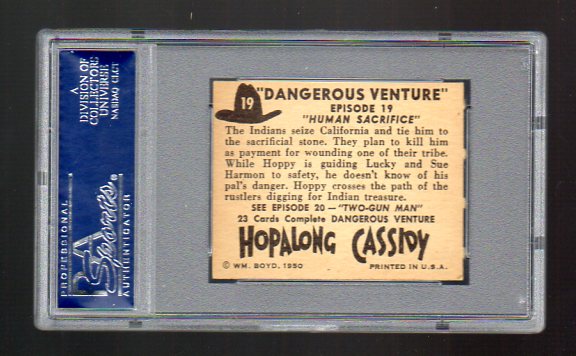 A
DIVISION OF
COLLECTORS
UNIVERSE
NASDAQ CLCT
PROFESSIONAL
PSA
Sports
AUTHENTICATOR
19
"DANGEROUS VENTURE"
EPISODE 19
"HUMAN SACRIFICE"
The Indians seize California and tie him to
the sacrificial stone. They plan to kill him
as payment for wounding one of their tribe.
While Hoppy is guiding Lucky and Sue
Harmon to safety, he doesn't know of his
pal's danger. Hoppy crosses the path of the
rustlers digging for Indian treasure.
SEE EPISODE 20—"TWO-GUN MAN"
23 Cards Complete DANGEROUS VENTURE
HOPALONG CASSIDY
© WM. BOYD, 1950 PRINTED IN U.S.A.